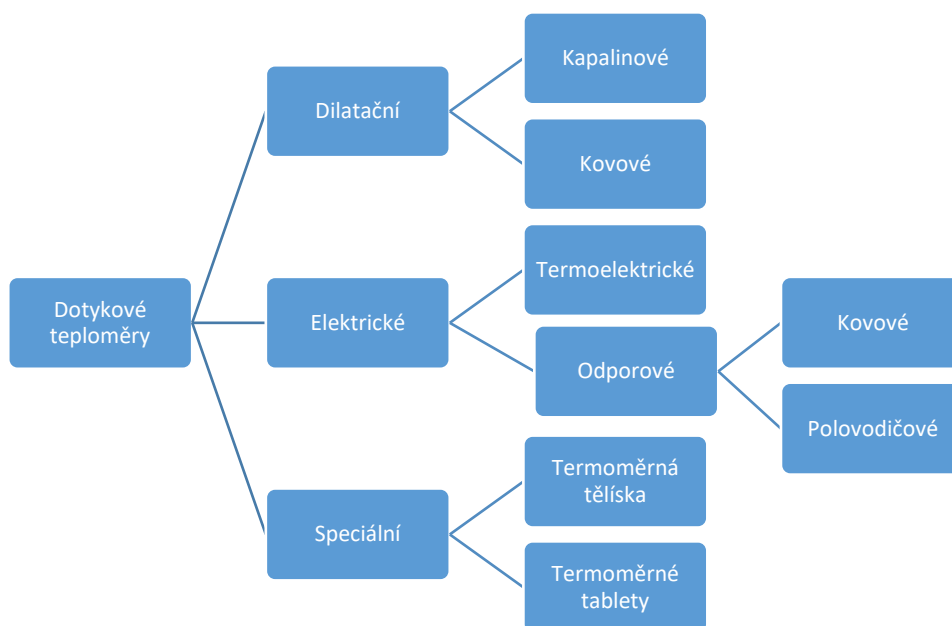 Kapalinové
Dilatační
Kovové
Termoelektrické
Dotykové
teploměry
Elektrické
Odporové
Kovové
Polovodičové
Termoměrná
tělíska
Speciální
Termoměrné
tablety